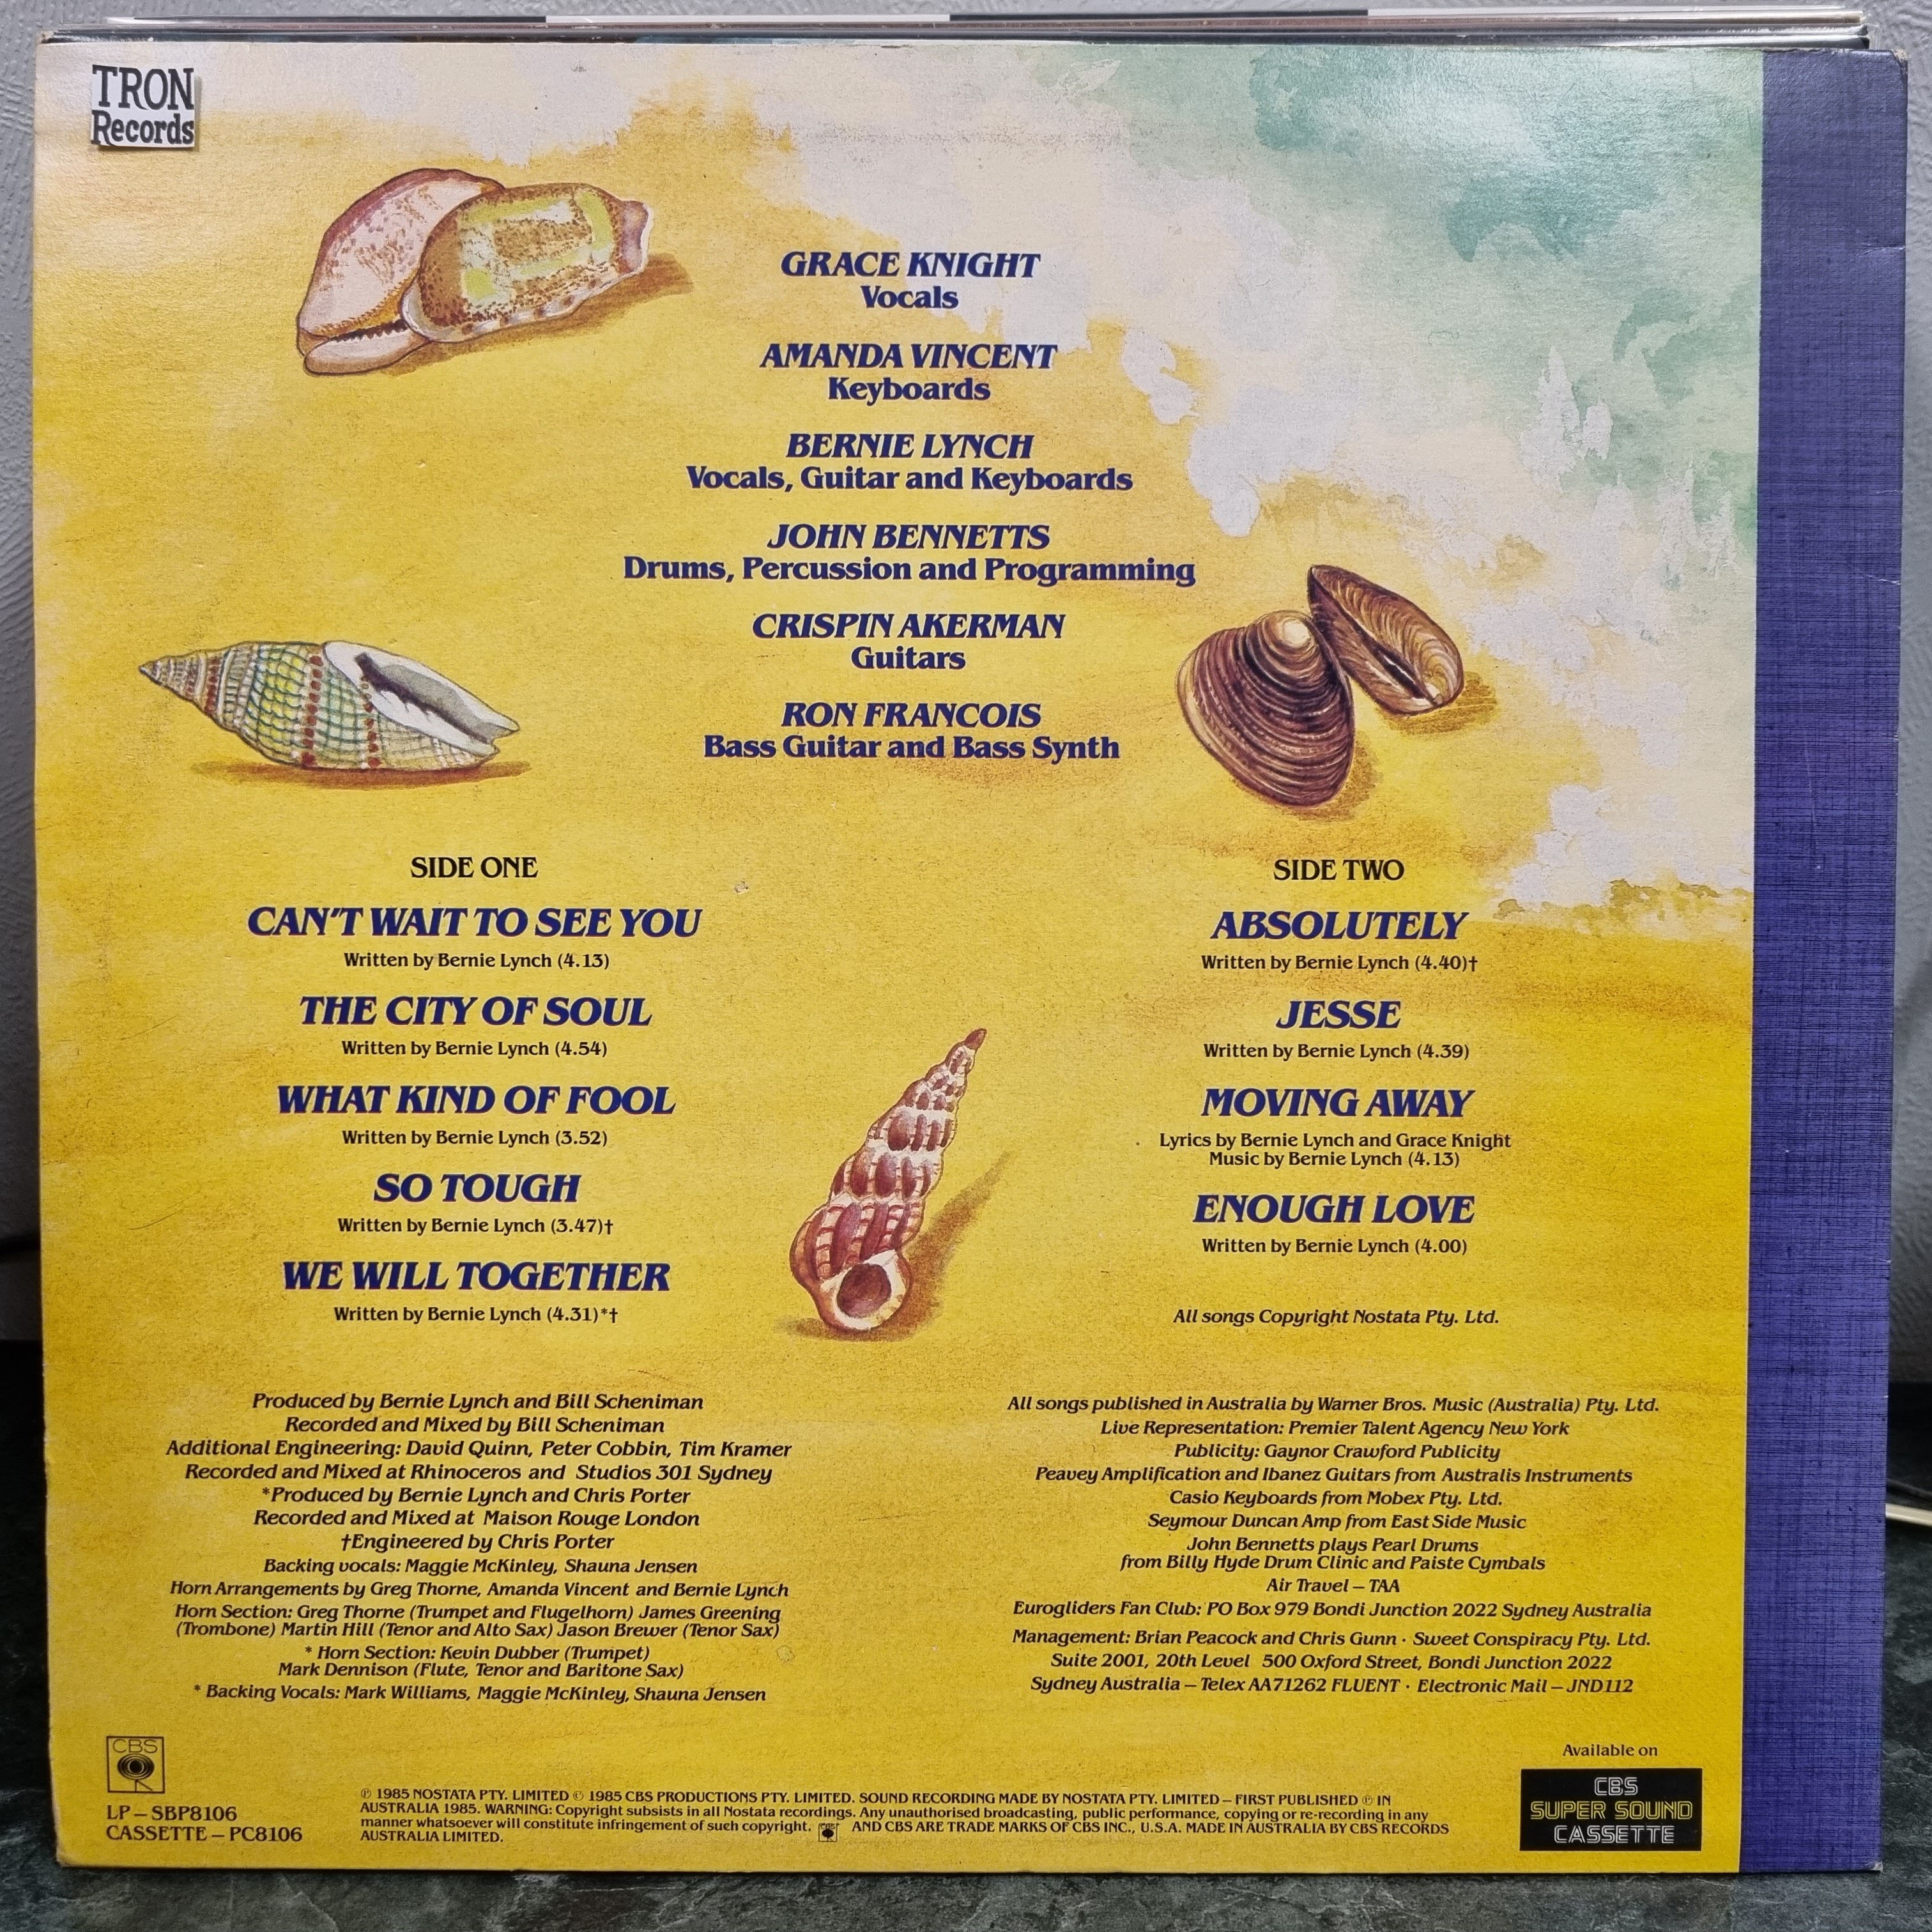 TRON
Records
GRACE KNIGHT
Vocals
AMANDA VINCENT
Keyboards
BERNIE LYNCH
Vocals, Guitar and Keyboards
JOHN BENNETTS
Drums, Percussion and Programming
CRISPIN AKERMAN
Guitars
RON FRANCOIS
Bass Guitar and Bass Synth
SIDE ONE
CAN'T WAIT TO SEE YOU
Written by Bernie Lynch (4.13)
THE CITY OF SOUL
Written by Bernie Lynch (4.54)
WHAT KIND OF FOOL
Written by Bernie Lynch (3.52)
SO TOUGH
Written by Bernie Lynch (3.47)†
WE WILL TOGETHER
Written by Bernie Lynch (4.31)*†
SIDE TWO
ABSOLUTELY
Written by Bernie Lynch (4.40)†
JESSE
Written by Bernie Lynch (4.39)
MOVING AWAY
Lyrics by Bernie Lynch and Grace Knight
Music by Bernie Lynch (4.13)
ENOUGH LOVE
Written by Bernie Lynch (4.00)
All songs Copyright Nostata Pty. Ltd.
Produced by Bernie Lynch and Bill Scheniman
Recorded and Mixed by Bill Scheniman
Additional Engineering: David Quinn, Peter Cobbin, Tim Kramer
Recorded and Mixed at Rhinoceros and Studios 301 Sydney
*Produced by Bernie Lynch and Chris Porter
Recorded and Mixed at Maison Rouge London
†Engineered by Chris Porter
Backing vocals: Maggie McKinley, Shauna Jensen
Horn Arrangements by Greg Thorne, Amanda Vincent and Bernie Lynch
Horn Section: Greg Thorne (Trumpet and Flugelhorn) James Greening
(Trombone) Martin Hill (Tenor and Alto Sax) Jason Brewer (Tenor Sax)
* Horn Section: Kevin Dubber (Trumpet)
Mark Dennison (Flute, Tenor and Baritone Sax)
* Backing Vocals: Mark Williams, Maggie McKinley, Shauna Jensen
All songs published in Australia by Warner Bros. Music (Australia) Pty. Ltd.
Live Representation: Premier Talent Agency New York
Publicity: Gaynor Crawford Publicity
Peavey Amplification and Ibanez Guitars from Australis Instruments
Casio Keyboards from Mobex Pty. Ltd.
Seymour Duncan Amp from East Side Music
John Bennetts plays Pearl Drums
from Billy Hyde Drum Clinic and Paiste Cymbals
Air Travel – TAA
Eurogliders Fan Club: PO Box 979 Bondi Junction 2022 Sydney Australia
Management: Brian Peacock and Chris Gunn · Sweet Conspiracy Pty. Ltd.
Suite 2001, 20th Level 500 Oxford Street, Bondi Junction 2022
Sydney Australia – Telex AA71262 FLUENT · Electronic Mail – JND112
CBS
LP – SBP8106
CASSETTE – PC8106
℗ 1985 NOSTATA PTY. LIMITED © 1985 CBS PRODUCTIONS PTY. LIMITED. SOUND RECORDING MADE BY NOSTATA PTY. LIMITED – FIRST PUBLISHED ℗ IN
AUSTRALIA 1985. WARNING: Copyright subsists in all Nostata recordings. Any unauthorised broadcasting, public performance, copying or re-recording in any
manner whatsoever will constitute infringement of such copyright. AND CBS ARE TRADE MARKS OF CBS INC., U.S.A. MADE IN AUSTRALIA BY CBS RECORDS
AUSTRALIA LIMITED.
Available on
CBS
SUPER SOUND
CASSETTE